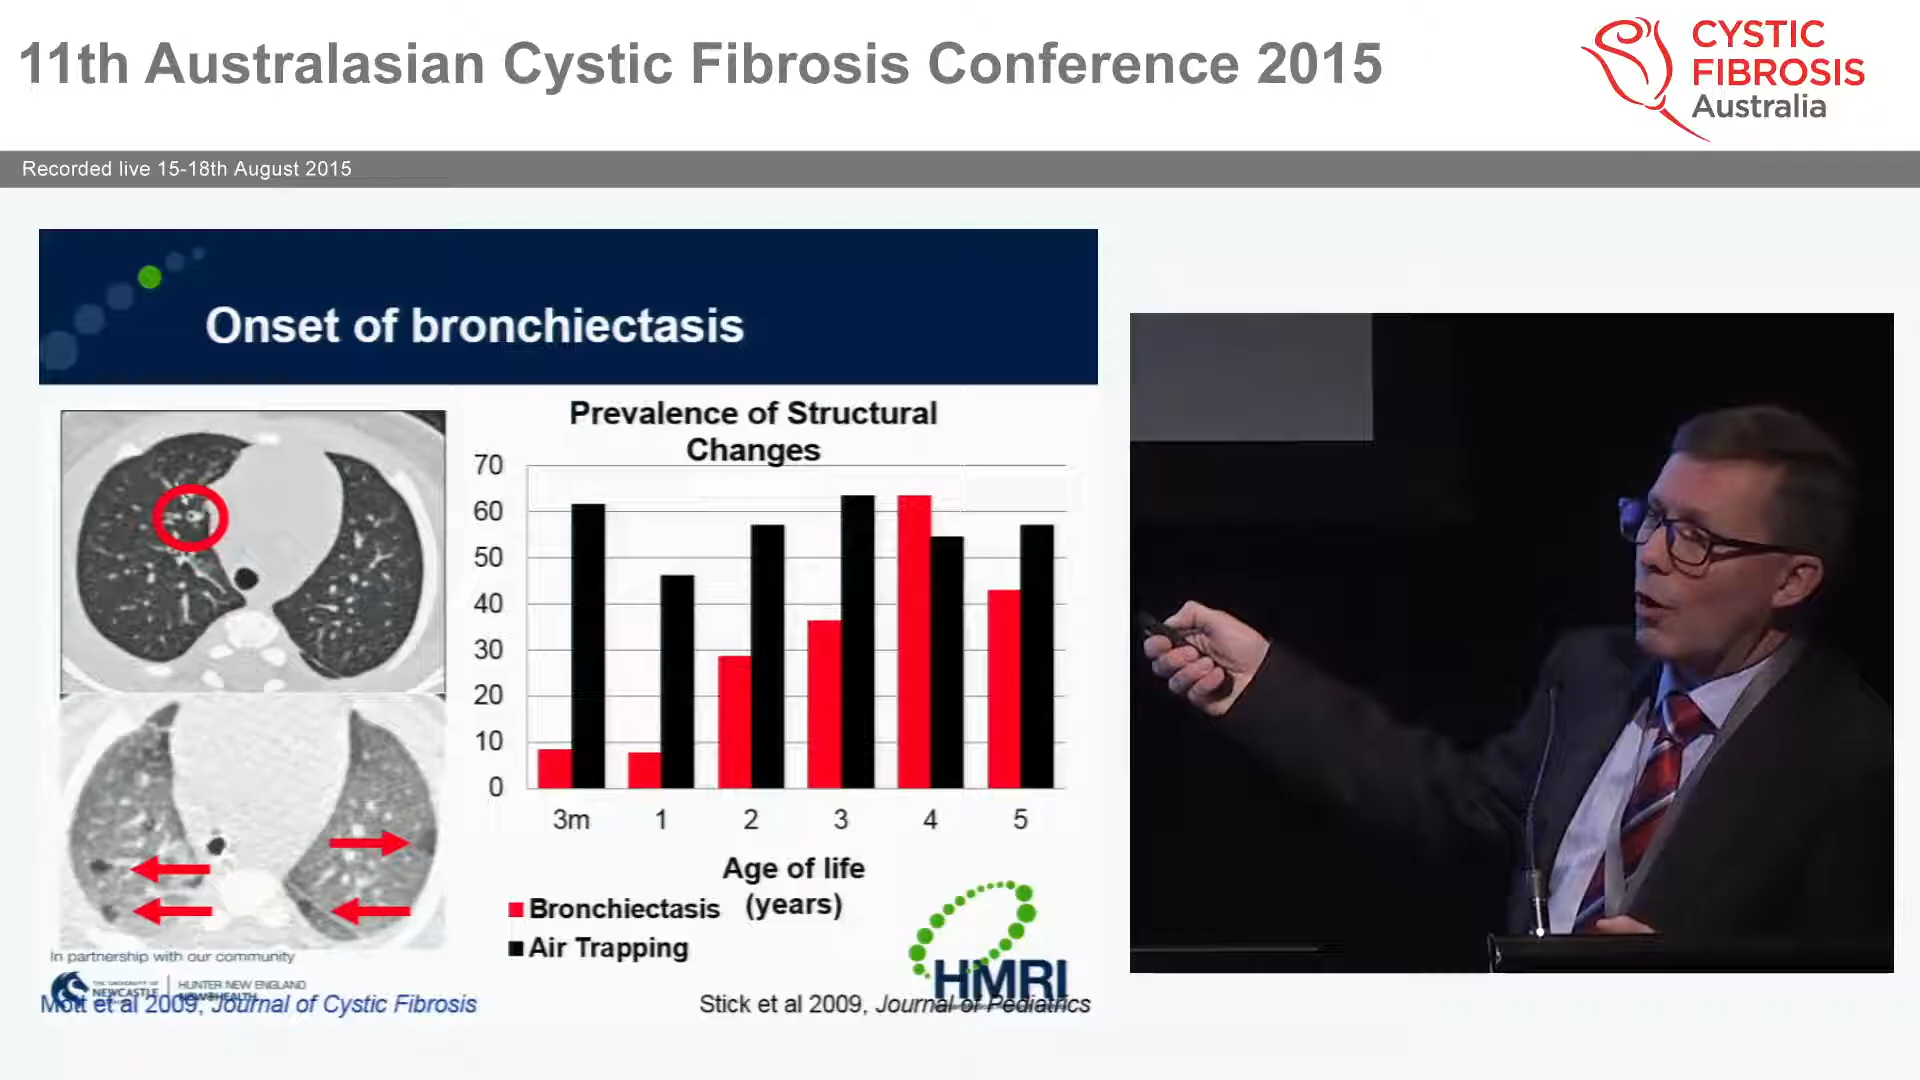 11th Australasian Cystic Fibrosis Conference 2015
CYSTIC
FIBROSIS
Australia
Recorded live 15-18th August 2015
Onset of bronchiectasis
Prevalence of Structural
Changes
70
60
50
40
30
20
10
0
3m 1 2 3 4 5
Age of life
(years)
Bronchiectasis
Air Trapping
In partnership with our community
THE UNIVERSITY OF
NEWCASTLE
HUNTER NEW ENGLAND
NSW HEALTH
HMRI
Mott et al 2009, Journal of Cystic Fibrosis
Stick et al 2009, Journal of Pediatrics